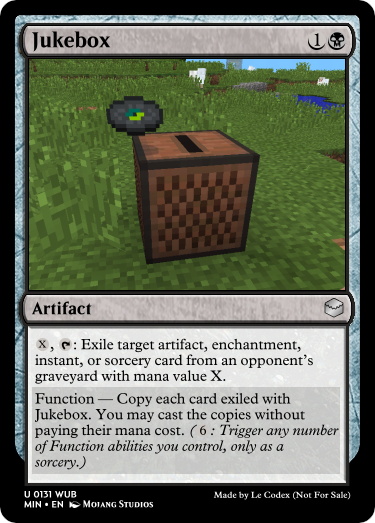 Jukebox 1
Artifact
X, : Exile target artifact, enchantment,
instant, or sorcery card from an opponent's
graveyard with mana value X.
Function — Copy each card exiled with
Jukebox. You may cast the copies without
paying their mana cost. ( 6 : Trigger any number
of Function abilities you control, only as a
sorcery.)
U 0131 WUB
MIN • EN Mojang Studios
Made by Le Codex (Not For Sale)